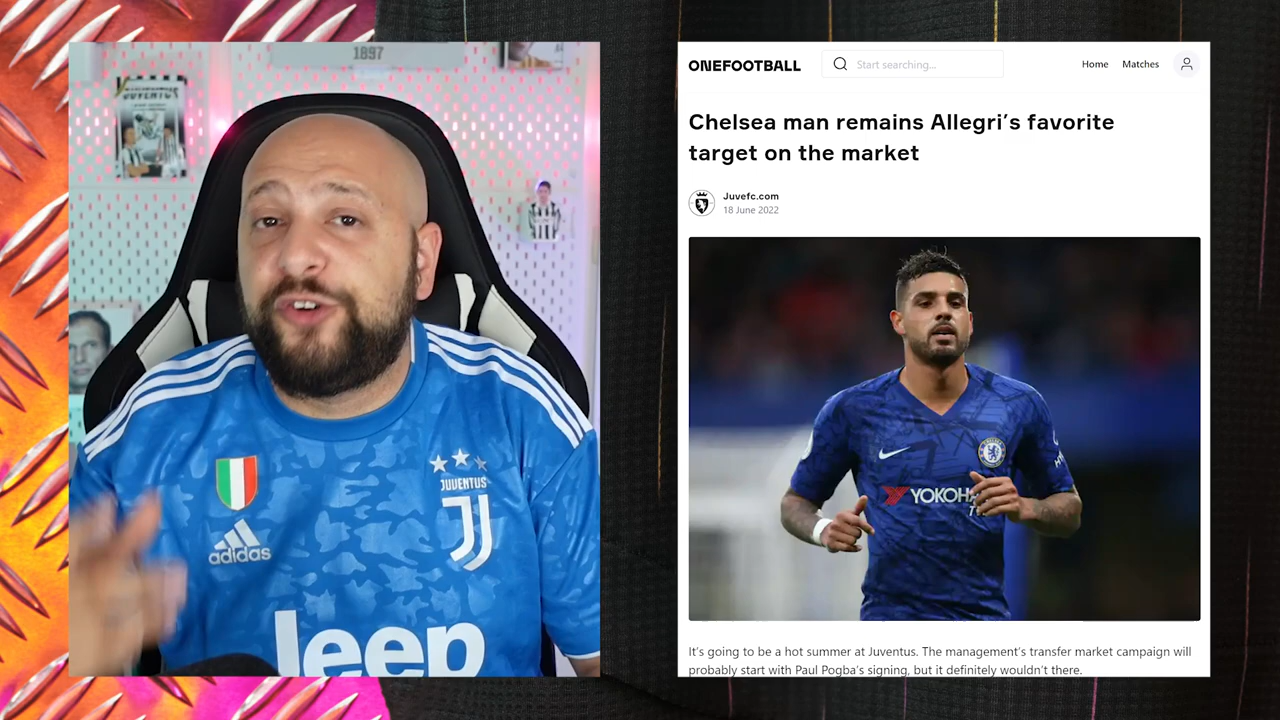 1897
JUVENTUS
JUVENTUS
adidas
Jeep
ONEFOOTBALL
Start searching...
Home
Matches
Chelsea man remains Allegri's favorite
target on the market
Juvefc.com
18 June 2022
YOKOH
It's going to be a hot summer at Juventus. The management's transfer market campaign will
probably start with Paul Pogba's signing, but it definitely wouldn't there.